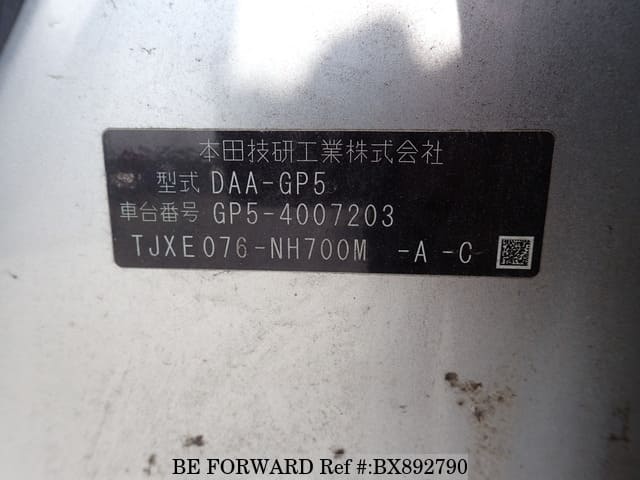 本田技研工業株式会社
型式 DAA-GP5
車台番号 GP5-4007203
TJXE076-NH700M -A -C
BE FORWARD Ref #:BX892790